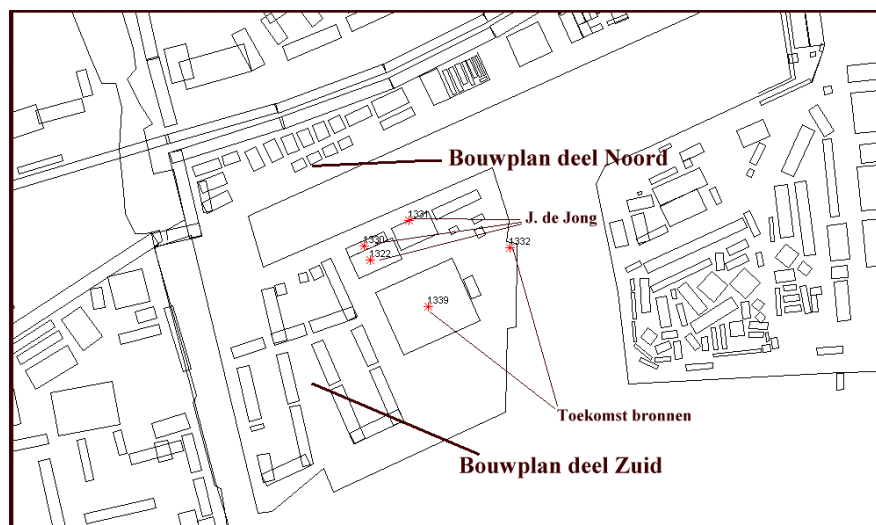 Bouwplan deel Noord
1331
J. de Jong
1330
1332
1322
1339
Toekomst bronnen
Bouwplan deel Zuid